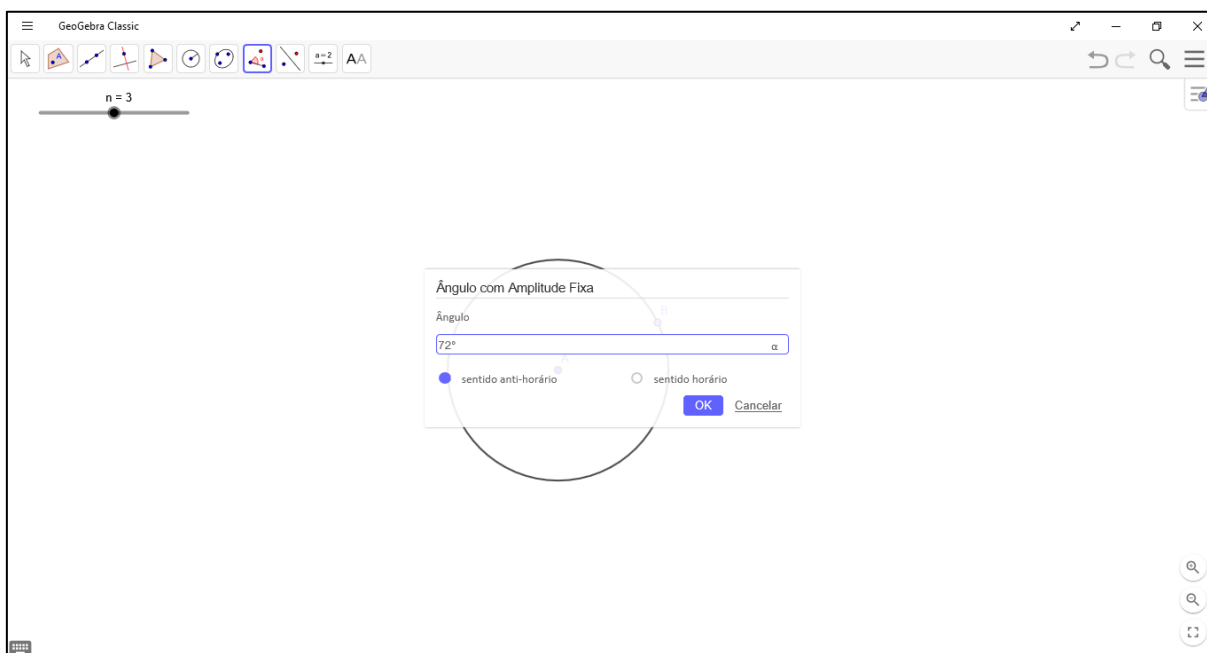 GeoGebra Classic
a=2
AA
n = 3
Ângulo com Amplitude Fixa
Ângulo
B
72°
α
A
sentido anti-horário
sentido horário
OK
Cancelar